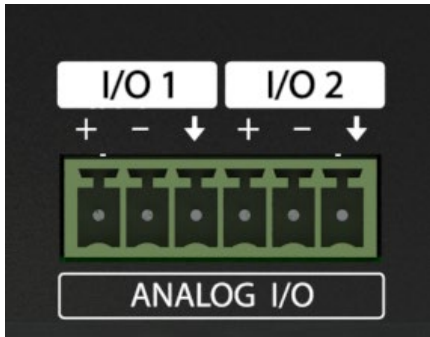 I/O 1 I/O 2
+ - ↓ + - ↓
ANALOG I/O